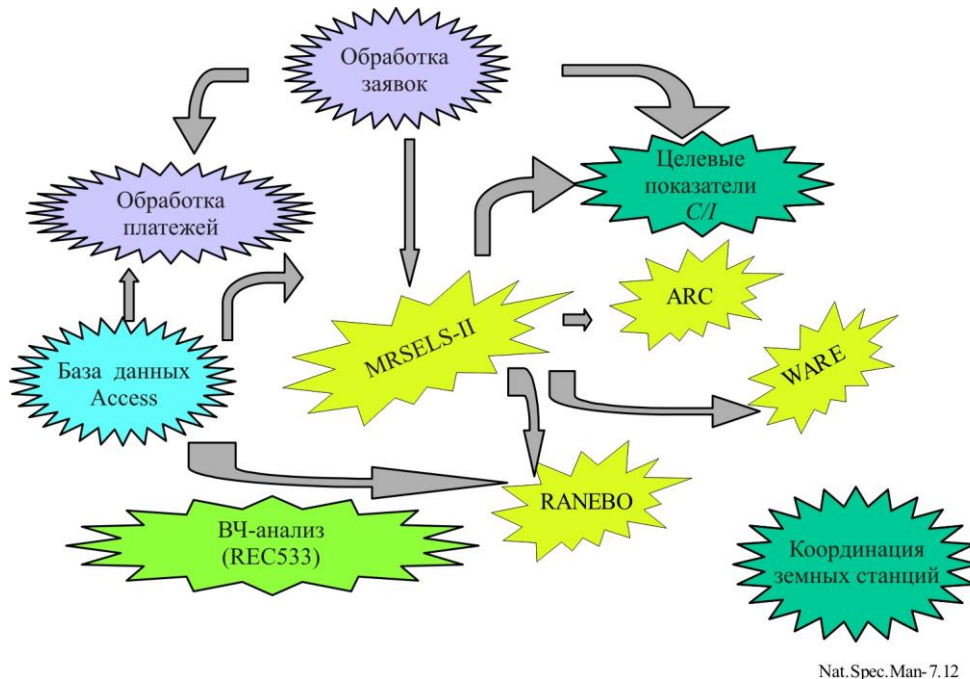 Обработка
заявок
Целевые
показатели
C/I
Обработка
платежей
ARC
MRSELS-II
WARE
База данных
Access
RANEBO
ВЧ-анализ
(REC533)
Координация
земных станций
Nat.Spec.Man-7.12